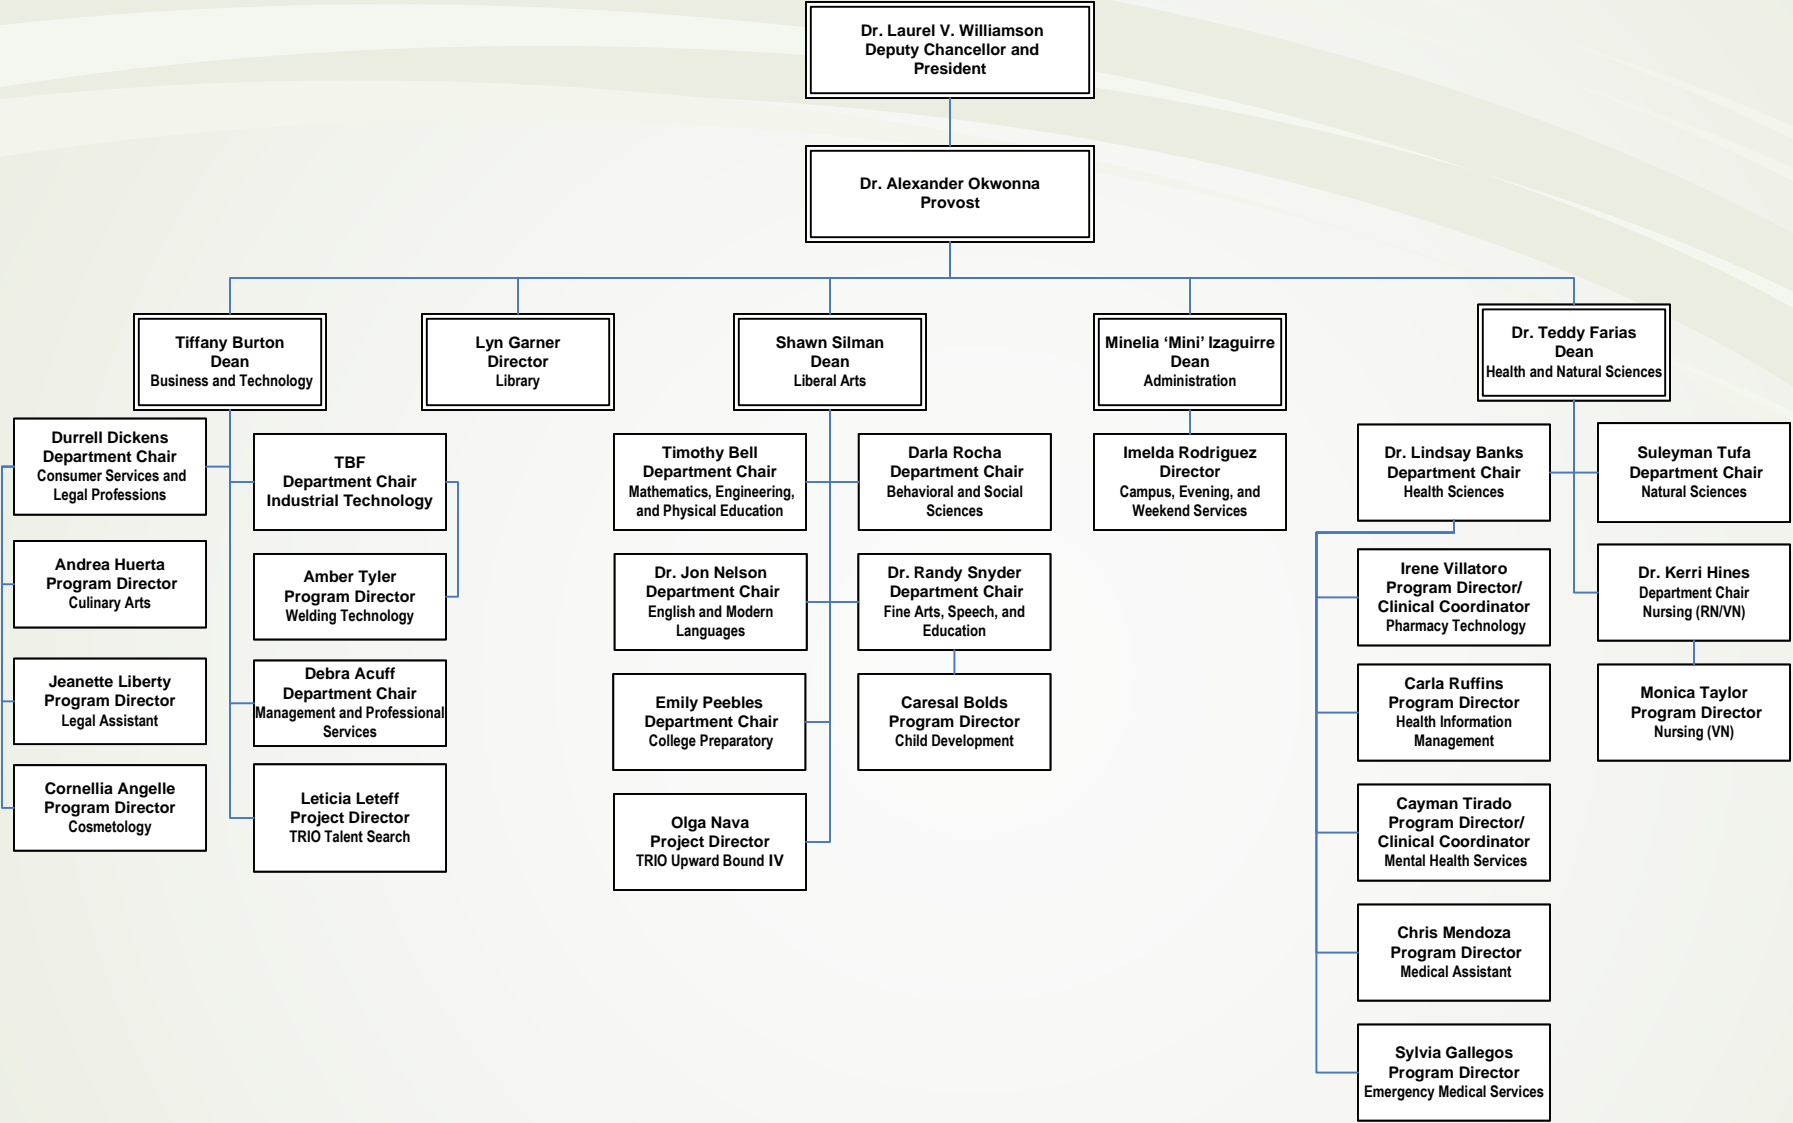 Dr. Laurel V. Williamson
Deputy Chancellor and
President
Dr. Alexander Okwonna
Provost
Tiffany Burton
Dean
Business and Technology
Lyn Garner
Director
Library
Shawn Silman
Dean
Liberal Arts
Minelia ‘Mini’ Izaguirre
Dean
Administration
Dr. Teddy Farias
Dean
Health and Natural Sciences
Durrell Dickens
Department Chair
Consumer Services and
Legal Professions
Andrea Huerta
Program Director
Culinary Arts
Jeanette Liberty
Program Director
Legal Assistant
Cornellia Angelle
Program Director
Cosmetology
TBF
Department Chair
Industrial Technology
Amber Tyler
Program Director
Welding Technology
Debra Acuff
Department Chair
Management and Professional
Services
Leticia Leteff
Project Director
TRIO Talent Search
Timothy Bell
Department Chair
Mathematics, Engineering,
and Physical Education
Dr. Jon Nelson
Department Chair
English and Modern
Languages
Emily Peebles
Department Chair
College Preparatory
Olga Nava
Project Director
TRIO Upward Bound IV
Darla Rocha
Department Chair
Behavioral and Social
Sciences
Dr. Randy Snyder
Department Chair
Fine Arts, Speech, and
Education
Caresal Bolds
Program Director
Child Development
Imelda Rodriguez
Director
Campus, Evening, and
Weekend Services
Dr. Lindsay Banks
Department Chair
Health Sciences
Irene Villatoro
Program Director/
Clinical Coordinator
Pharmacy Technology
Carla Ruffins
Program Director
Health Information
Management
Cayman Tirado
Program Director/
Clinical Coordinator
Mental Health Services
Chris Mendoza
Program Director
Medical Assistant
Sylvia Gallegos
Program Director
Emergency Medical Services
Suleyman Tufa
Department Chair
Natural Sciences
Dr. Kerri Hines
Department Chair
Nursing (RN/VN)
Monica Taylor
Program Director
Nursing (VN)